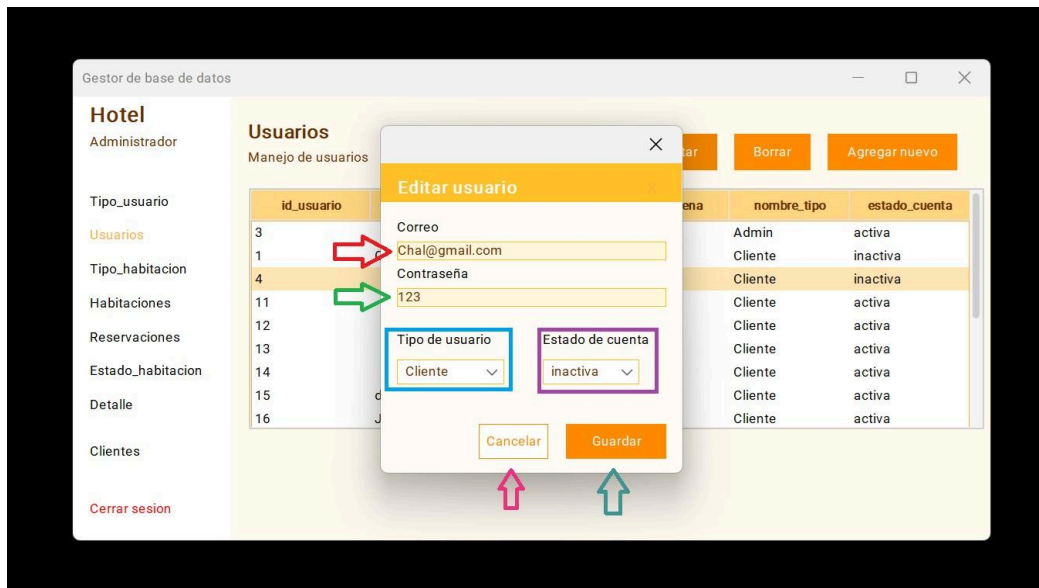 Gestor de base de datos
Hotel
Administrador
Tipo_usuario
Usuarios
Tipo_habitacion
Habitaciones
Reservaciones
Estado_habitacion
Detalle
Clientes
Cerrar sesion
Usuarios
Manejo de usuarios
Borrar
Agregar nuevo
id_usuario nombre_tipo estado_cuenta
3 Admin activa
1 Cliente inactiva
4 Cliente inactiva
11 Cliente activa
12 Cliente activa
13 Cliente activa
14 Cliente activa
15 Cliente activa
16 Cliente activa
Editar usuario
Correo
Chal@gmail.com
Contraseña
123
Tipo de usuario Estado de cuenta
Cliente inactiva
Cancelar Guardar